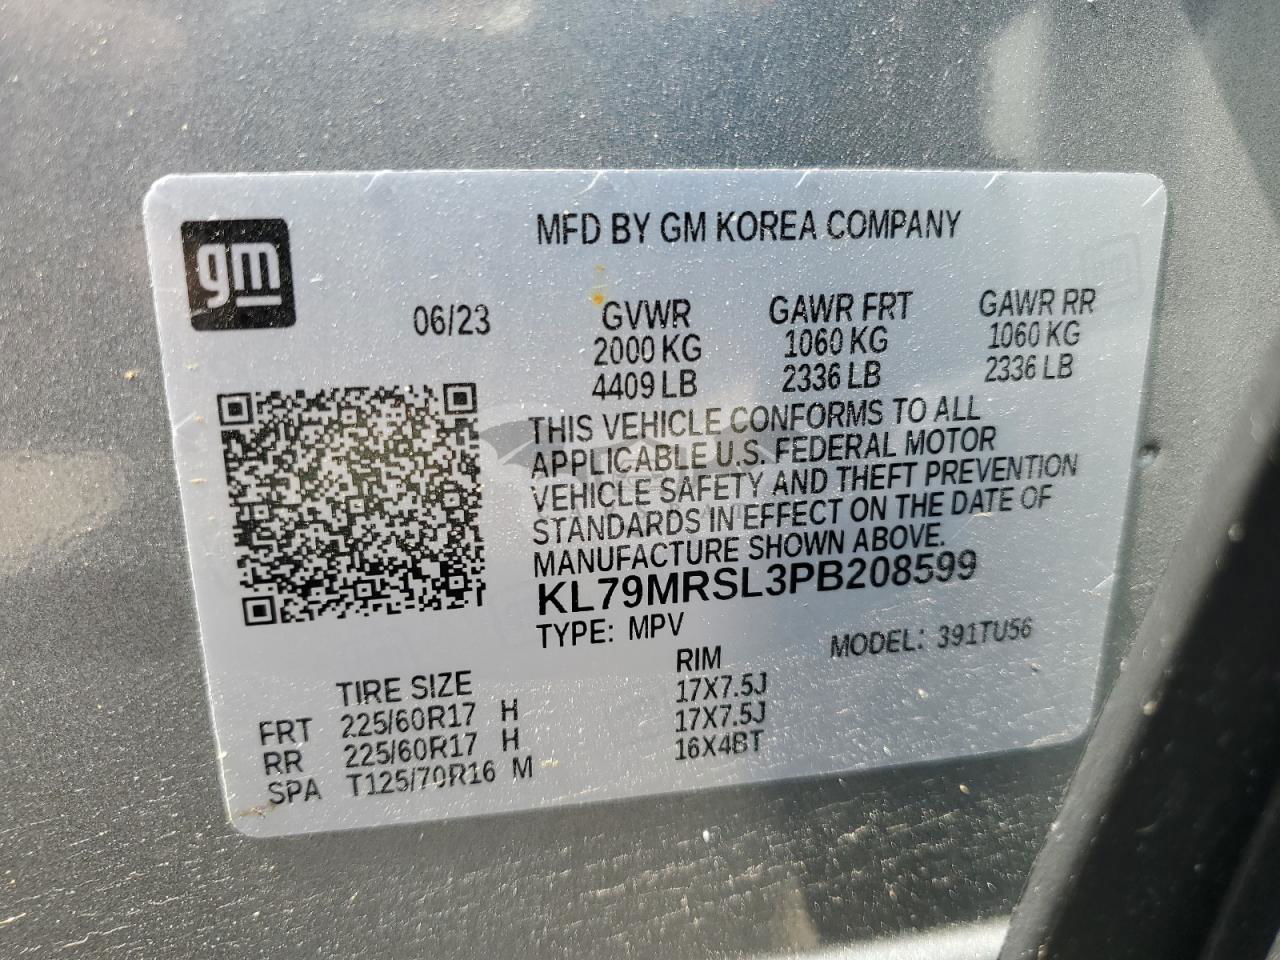 gm
MFD BY GM KOREA COMPANY
06/23
GVWR GAWR FRT GAWR RR
2000 KG 1060 KG 1060 KG
4409 LB 2336 LB 2336 LB
THIS VEHICLE CONFORMS TO ALL
APPLICABLE U.S. FEDERAL MOTOR
VEHICLE SAFETY AND THEFT PREVENTION
STANDARDS IN EFFECT ON THE DATE OF
MANUFACTURE SHOWN ABOVE.
KL79MRSL3PB208599
TYPE: MPV MODEL: 391TU56
TIRE SIZE RIM
FRT 225/60R17 H 17X7.5J
RR 225/60R17 H 17X7.5J
SPA T125/70R16 M 16X4BT